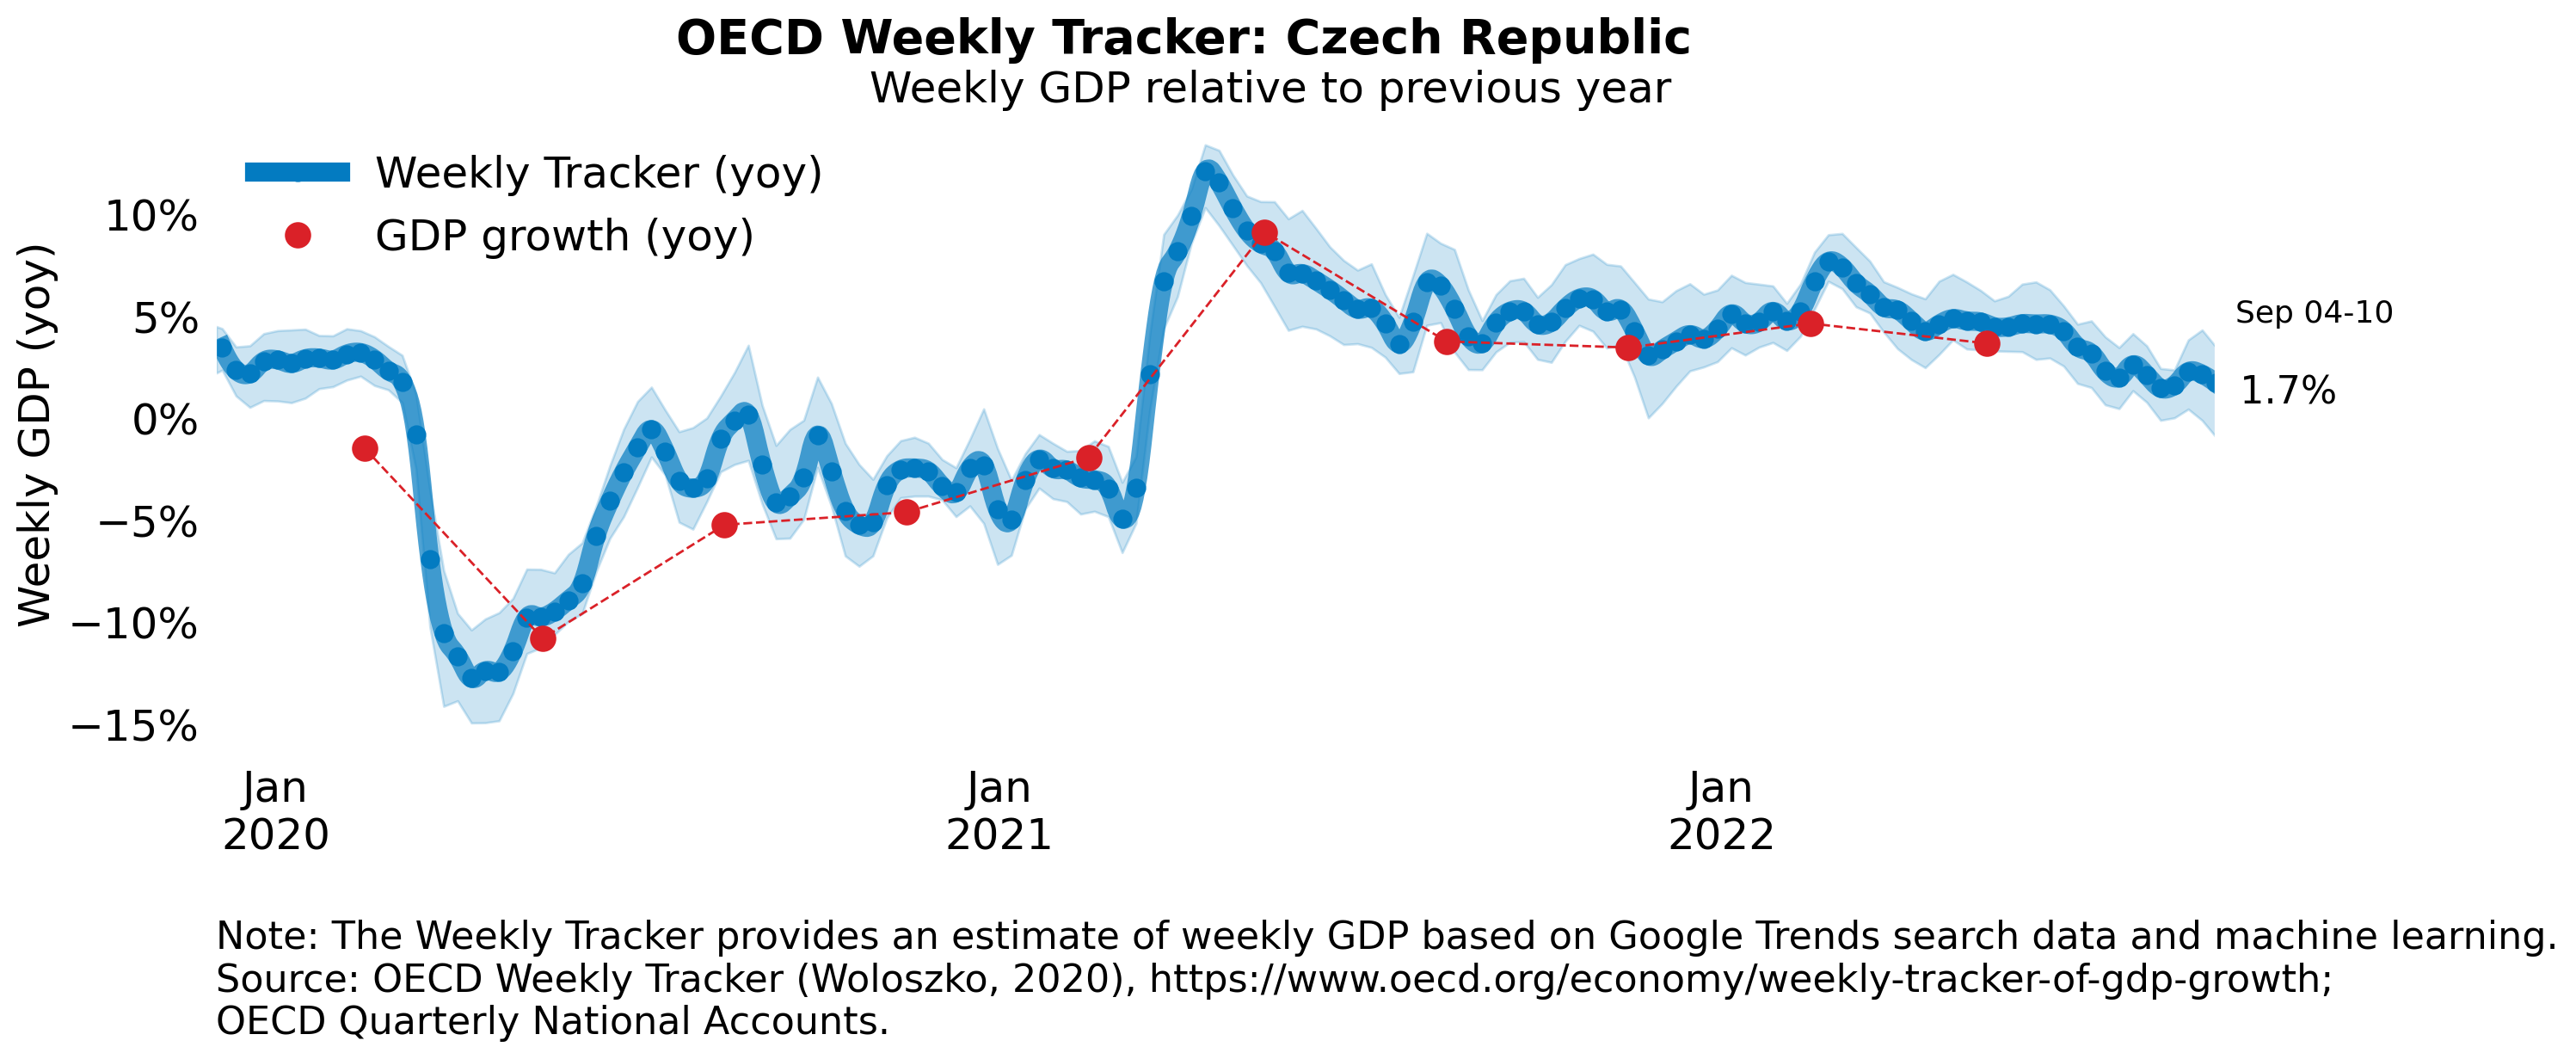 OECD Weekly Tracker: Czech Republic
Weekly GDP relative to previous year
Weekly Tracker (yoy)
GDP growth (yoy)
Weekly GDP (yoy)
10%
5%
0%
−5%
−10%
−15%
Sep 04-10
1.7%
Jan
2020
Jan
2021
Jan
2022
Note: The Weekly Tracker provides an estimate of weekly GDP based on Google Trends search data and machine learning.
Source: OECD Weekly Tracker (Woloszko, 2020), https://www.oecd.org/economy/weekly-tracker-of-gdp-growth;
OECD Quarterly National Accounts.